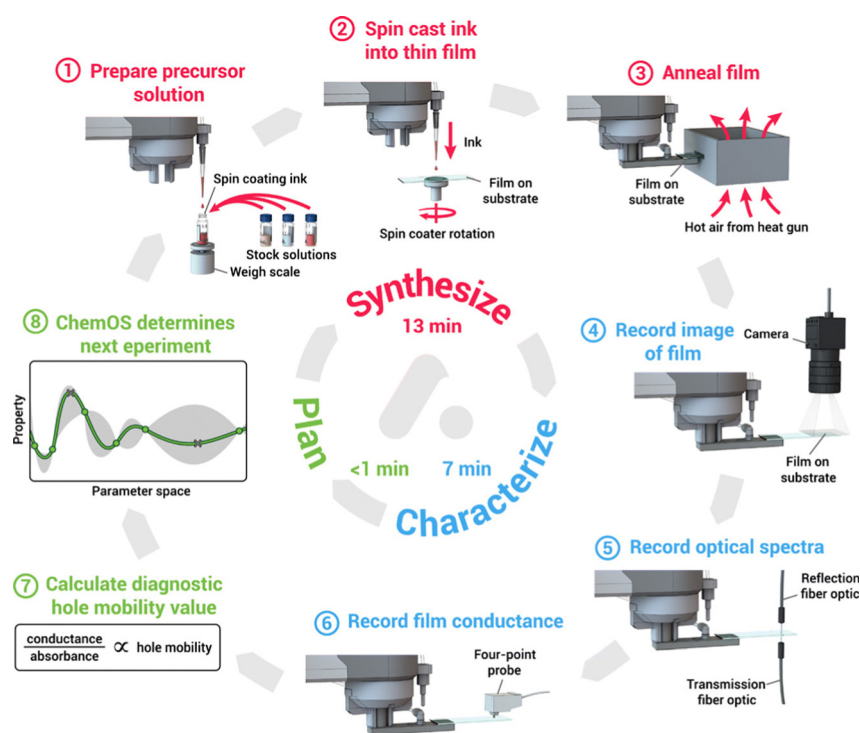 ① Prepare precursor
solution
Spin coating ink
Stock solutions
Weigh scale
② Spin cast ink
into thin film
Ink
Film on
substrate
Spin coater rotation
③ Anneal film
Film on
substrate
Hot air from heat gun
④ Record image
of film
Camera
Film on
substrate
⑤ Record optical spectra
Reflection
fiber optic
Transmission
fiber optic
⑥ Record film conductance
Four-point
probe
⑦ Calculate diagnostic
hole mobility value
conductance
absorbance
∝ hole mobility
⑧ ChemOS determines
next eperiment
Property
Parameter space
Synthesize
13 min
Characterize
7 min
Plan
<1 min